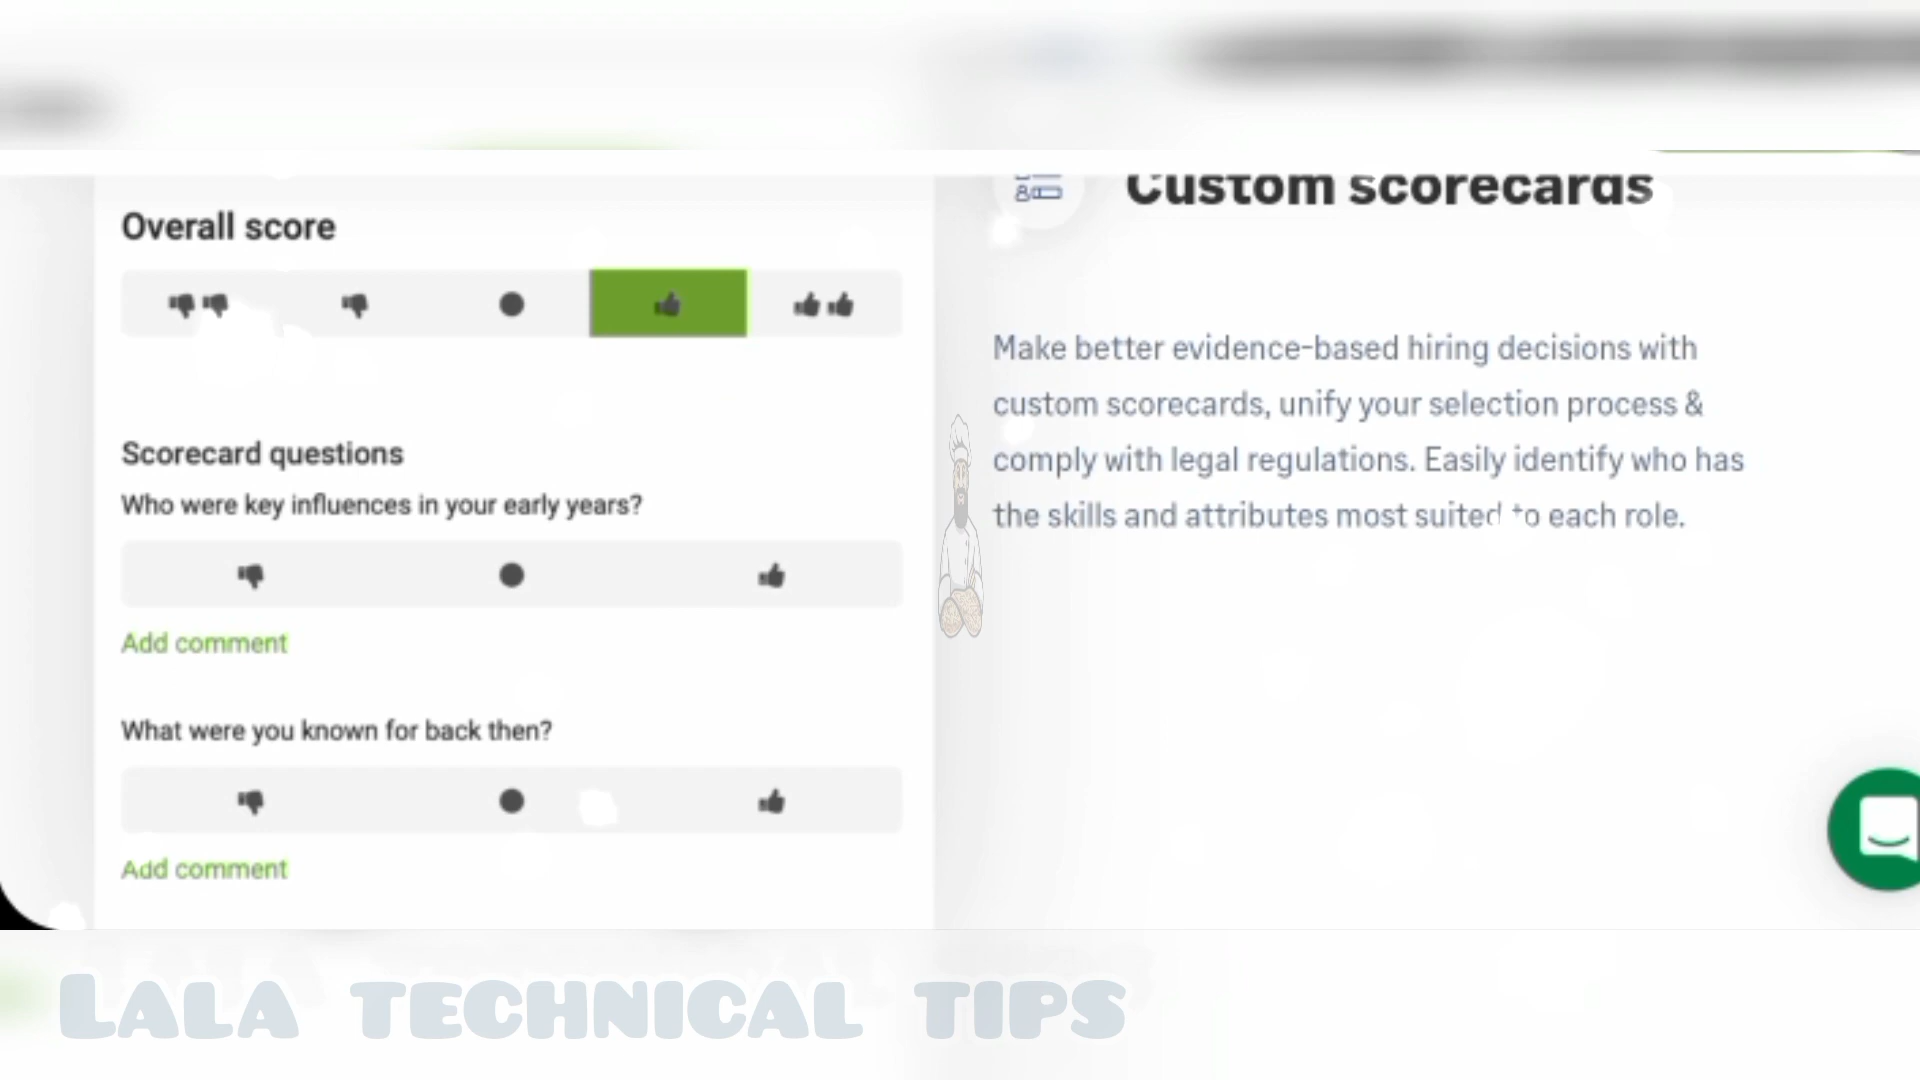 Overall score
Scorecard questions
Who were key influences in your early years?
Add comment
What were you known for back then?
Add comment
Custom scorecards
Make better evidence-based hiring decisions with
custom scorecards, unify your selection process &
comply with legal regulations. Easily identify who has
the skills and attributes most suited to each role.
LALA TECHNICAL TIPS